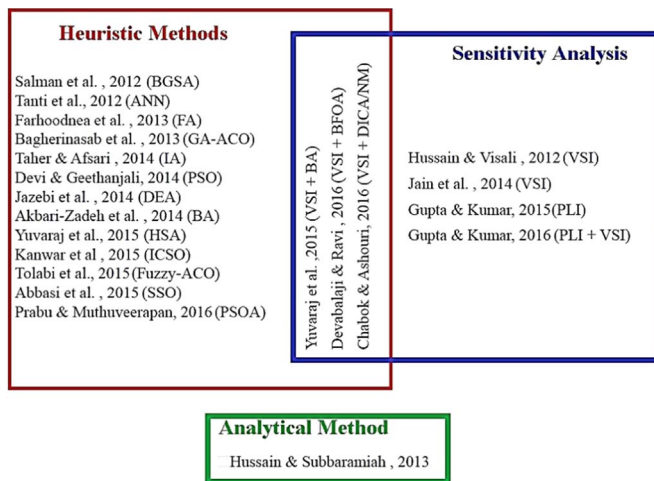 Heuristic Methods
Salman et al. , 2012 (BGSA)
Tanti et al., 2012 (ANN)
Farhoodnea et al. , 2013 (FA)
Bagherinasab et al. , 2013 (GA-ACO)
Taher & Afsari , 2014 (IA)
Devi & Geethanjali, 2014 (PSO)
Jazebi et al. , 2014 (DEA)
Akbari-Zadeh et al. , 2014 (BA)
Yuvaraj et al., 2015 (HSA)
Kanwar et al , 2015 (ICSO)
Tolabi et al., 2015 (Fuzzy-ACO)
Abbasi et al. , 2015 (SSO)
Prabu & Muthuveerapan, 2016 (PSOA)
Yuvaraj et al. ,2015 (VSI + BA)
Devabalaji & Ravi , 2016 (VSI + BFOA)
Chabok & Ashouri, 2016 (VSI + DICA/NM)
Sensitivity Analysis
Hussain & Visali, 2012 (VSI)
Jain et al. , 2014 (VSI)
Gupta & Kumar, 2015 (PLI)
Gupta & Kumar, 2016 (PLI + VSI)
Analytical Method
Hussain & Subbaramiah , 2013